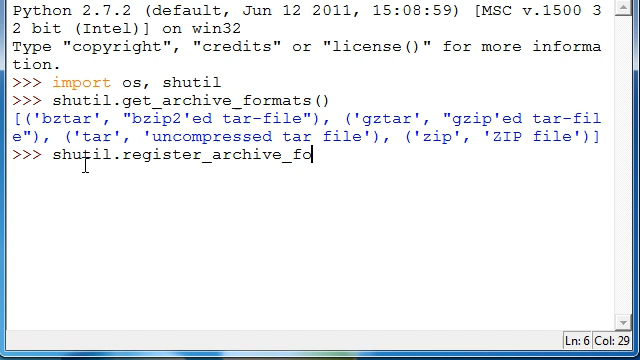 Python 2.7.2 (default, Jun 12 2011, 15:08:59) [MSC v.1500 3
2 bit (Intel)] on win32
Type "copyright", "credits" or "license()" for more informa
tion.
>>> import os, shutil
>>> shutil.get_archive_formats()
[('bztar', "bzip2'ed tar-file"), ('gztar', "gzip'ed tar-fil
e"), ('tar', 'uncompressed tar file'), ('zip', 'ZIP file')]
>>> shutil.register_archive_fo
Ln: 6 Col: 29